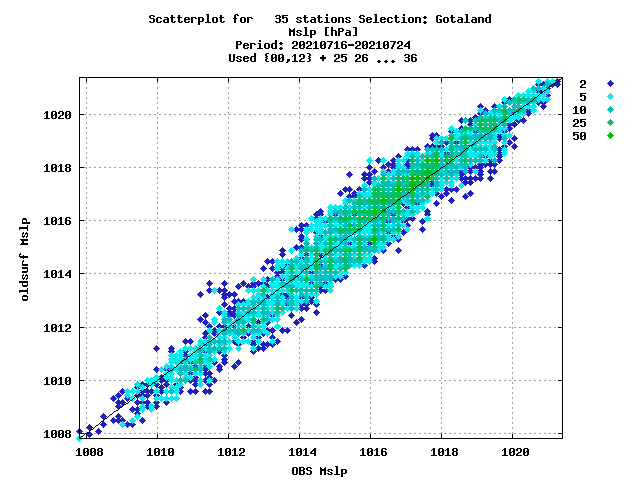 Scatterplot for   35 stations Selection: Gotaland
Mslp [hPa]
Period: 20210716-20210724
Used {00,12} + 25 26 ... 36
2
5
10
25
50
1020
1018
1016
1014
1012
1010
1008
oldsurf Mslp
1008 1010 1012 1014 1016 1018 1020
OBS Mslp